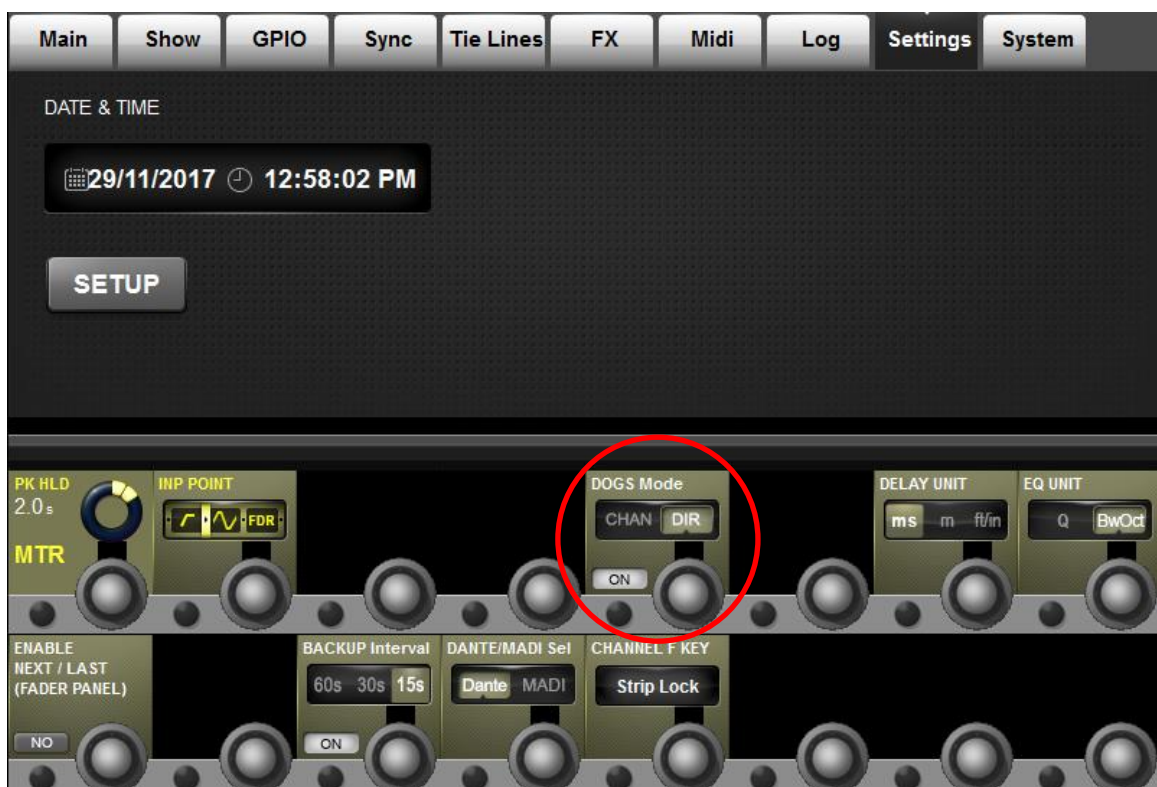 Main Show GPIO Sync Tie Lines FX Midi Log Settings System
DATE & TIME
29/11/2017 12:58:02 PM
SETUP
PK HLD INP POINT DOGS Mode DELAY UNIT EQ UNIT
2.0s FDR CHAN DIR ms m ft/in Q BwOct
MTR
ON
ENABLE BACKUP Interval DANTE/MADI Sel CHANNEL F KEY
NEXT / LAST
(FADER PANEL) 60s 30s 15s Dante MADI Strip Lock
NO ON